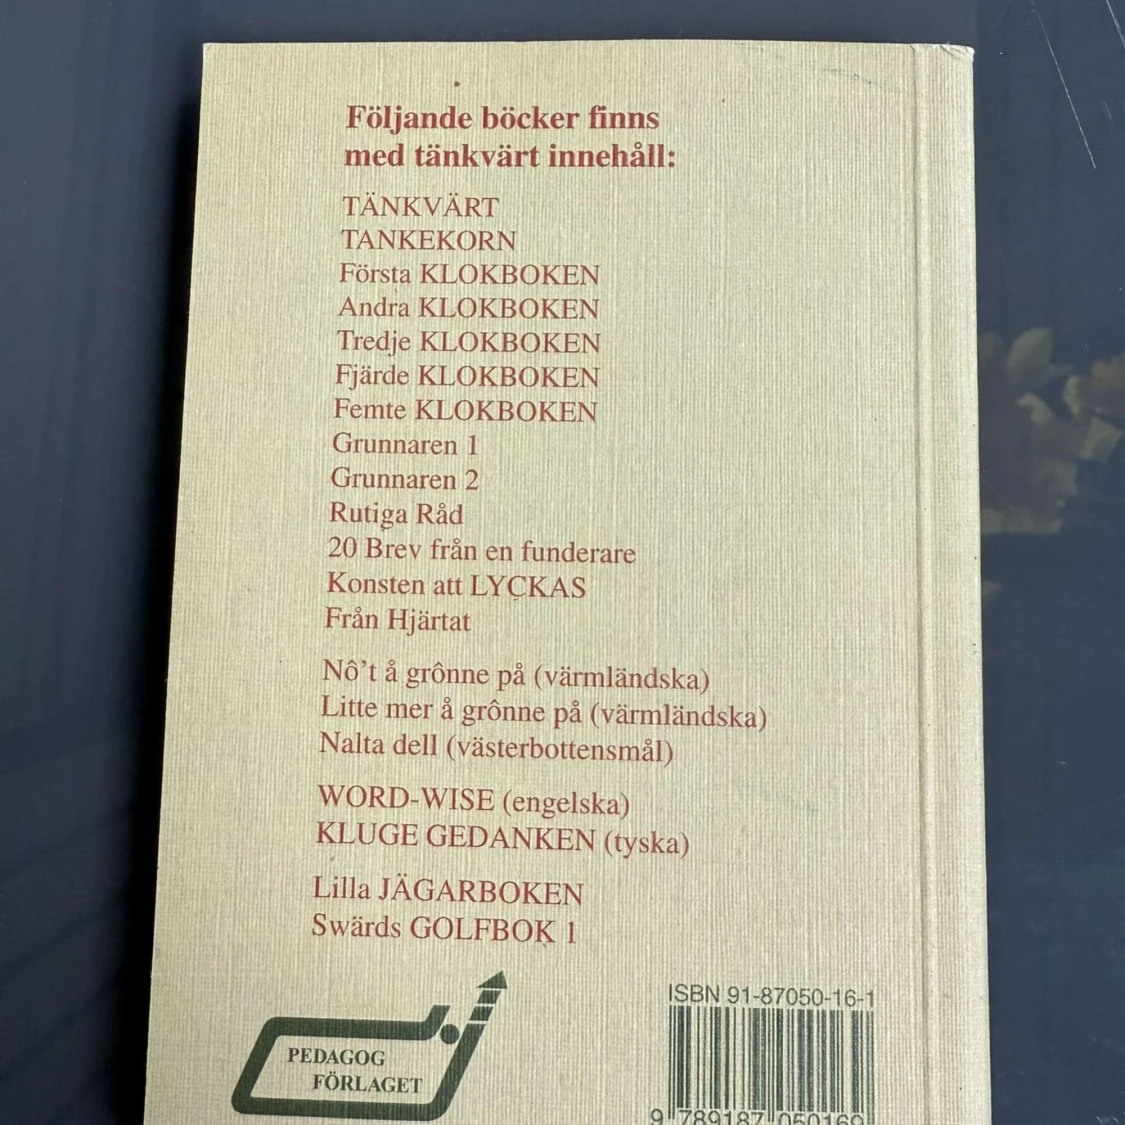 Följande böcker finns
med tänkvärt innehåll:
TÄNKVÄRT
TANKEKORN
Första KLOKBOKEN
Andra KLOKBOKEN
Tredje KLOKBOKEN
Fjärde KLOKBOKEN
Femte KLOKBOKEN
Grunnaren 1
Grunnaren 2
Rutiga Råd
20 Brev från en funderare
Konsten att LYCKAS
Från Hjärtat
Nô't å grônne på (värmländska)
Litte mer å grônne på (värmländska)
Nalta dell (västerbottensmål)
WORD-WISE (engelska)
KLUGE GEDANKEN (tyska)
Lilla JÄGARBOKEN
Swärds GOLFBOK 1
PEDAGOG
FÖRLAGET
ISBN 91-87050-16-1
9 789187 050169